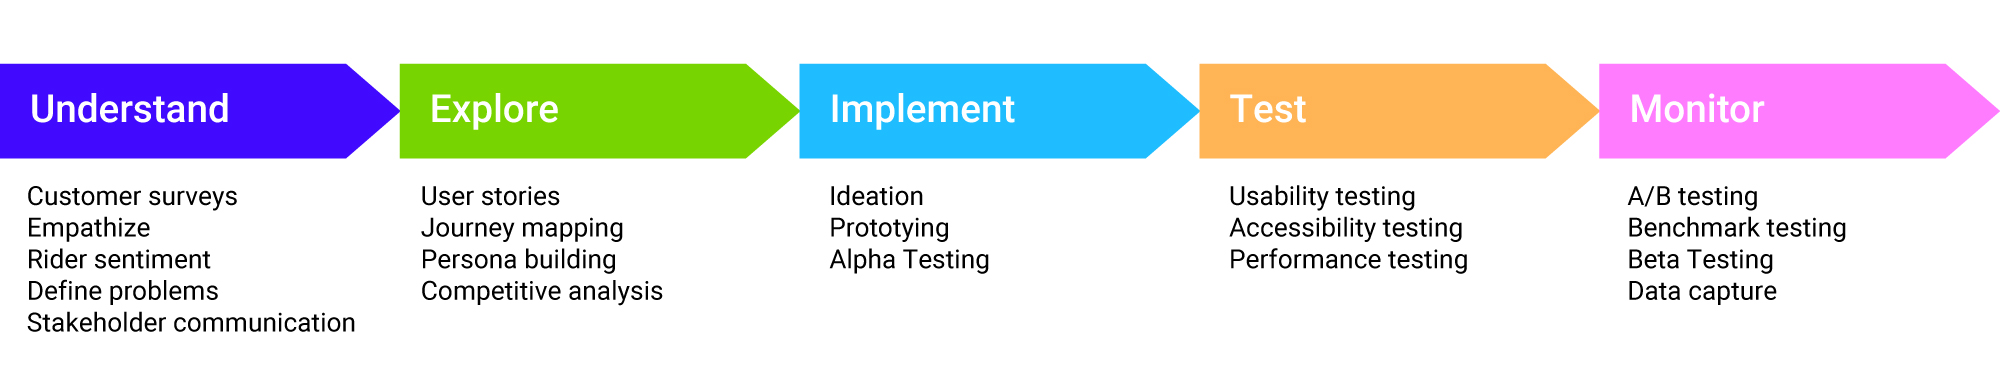 Understand
Customer surveys
Empathize
Rider sentiment
Define problems
Stakeholder communication
Explore
User stories
Journey mapping
Persona building
Competitive analysis
Implement
Ideation
Prototying
Alpha Testing
Test
Usability testing
Accessibility testing
Performance testing
Monitor
A/B testing
Benchmark testing
Beta Testing
Data capture